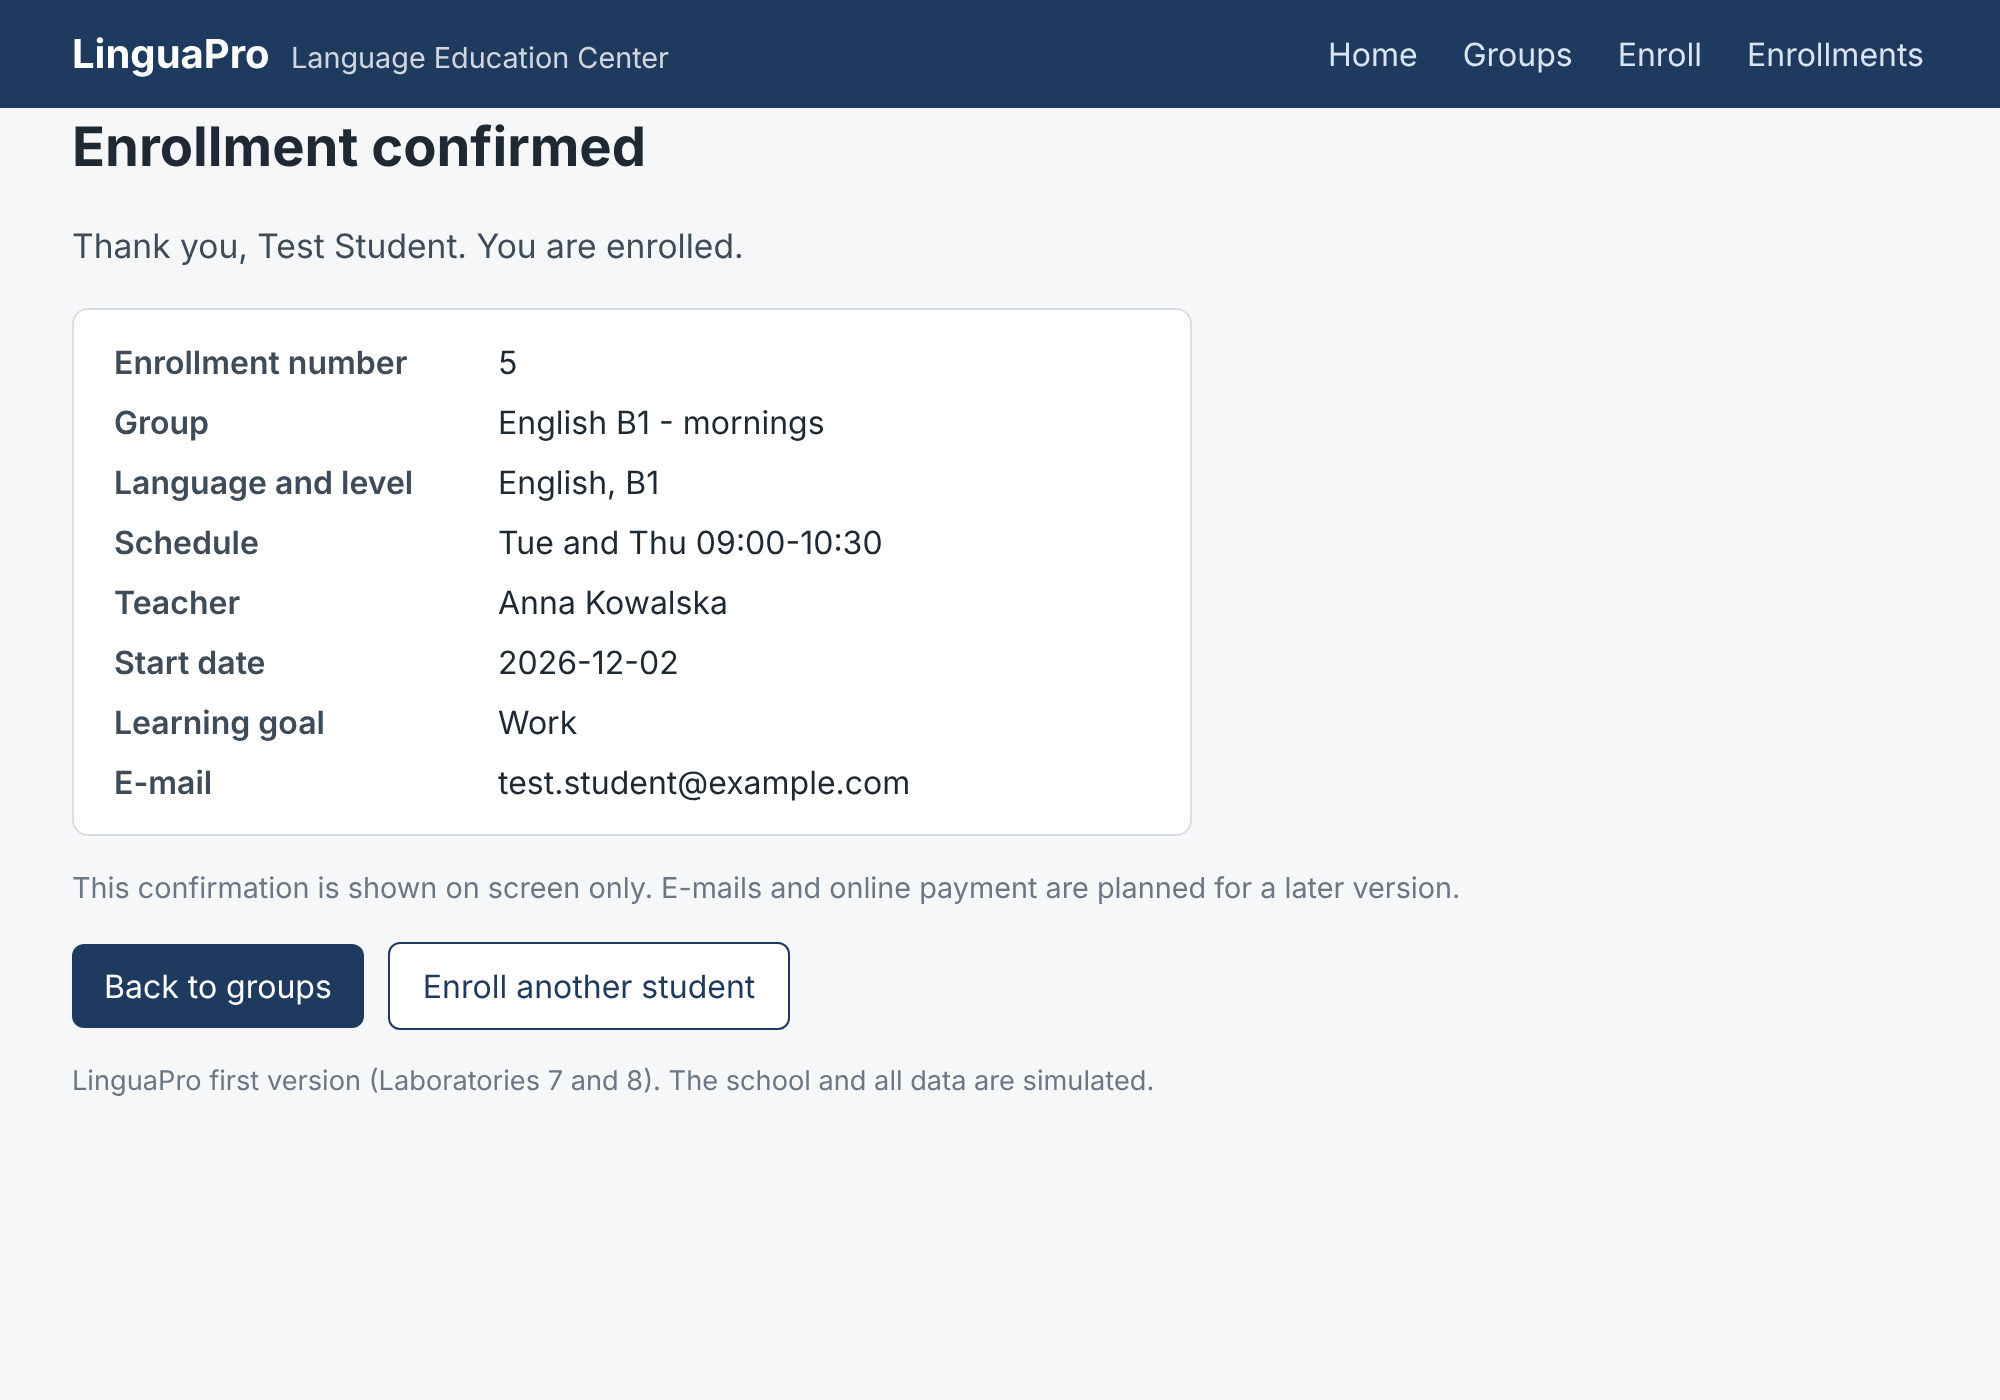 LinguaPro Language Education Center Home Groups Enroll Enrollments
Enrollment confirmed
Thank you, Test Student. You are enrolled.
Enrollment number 5
Group English B1 - mornings
Language and level English, B1
Schedule Tue and Thu 09:00-10:30
Teacher Anna Kowalska
Start date 2026-12-02
Learning goal Work
E-mail test.student@example.com
This confirmation is shown on screen only. E-mails and online payment are planned for a later version.
Back to groups Enroll another student
LinguaPro first version (Laboratories 7 and 8). The school and all data are simulated.